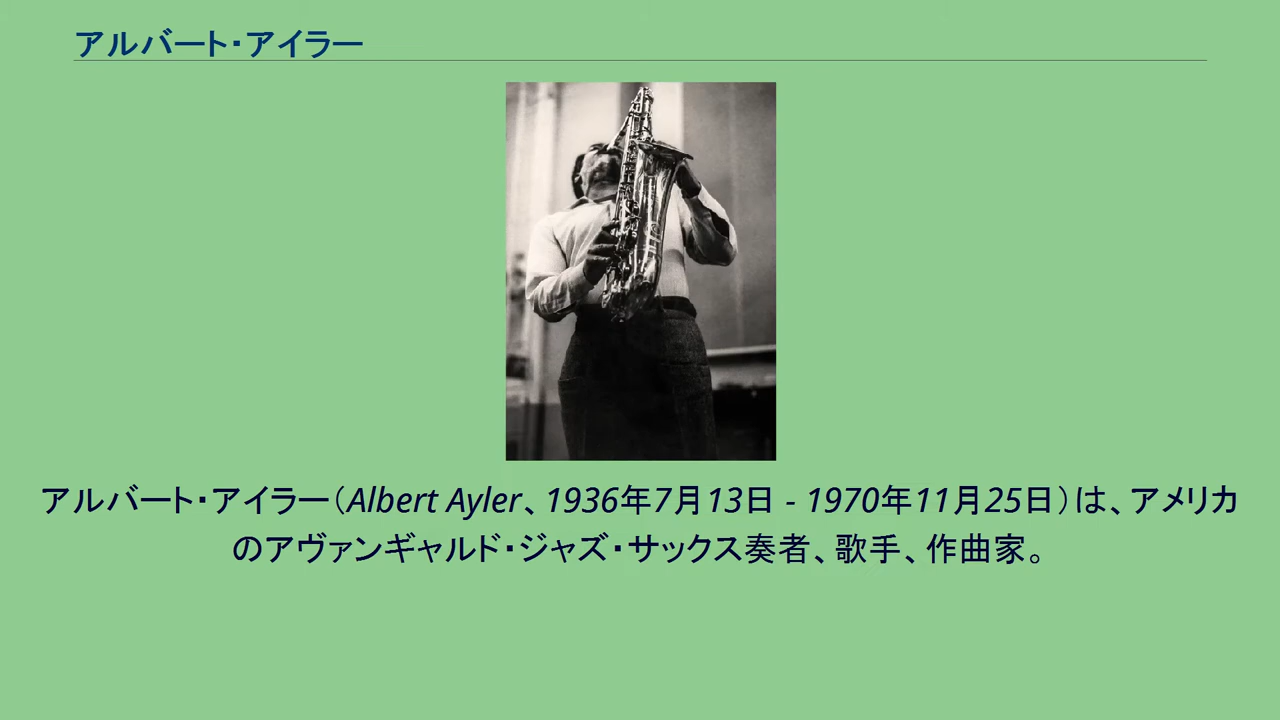 アルバート・アイラー
アルバート・アイラー（Albert Ayler、1936年7月13日 - 1970年11月25日）は、アメリカ
のアヴァンギャルド・ジャズ・サックス奏者、歌手、作曲家。